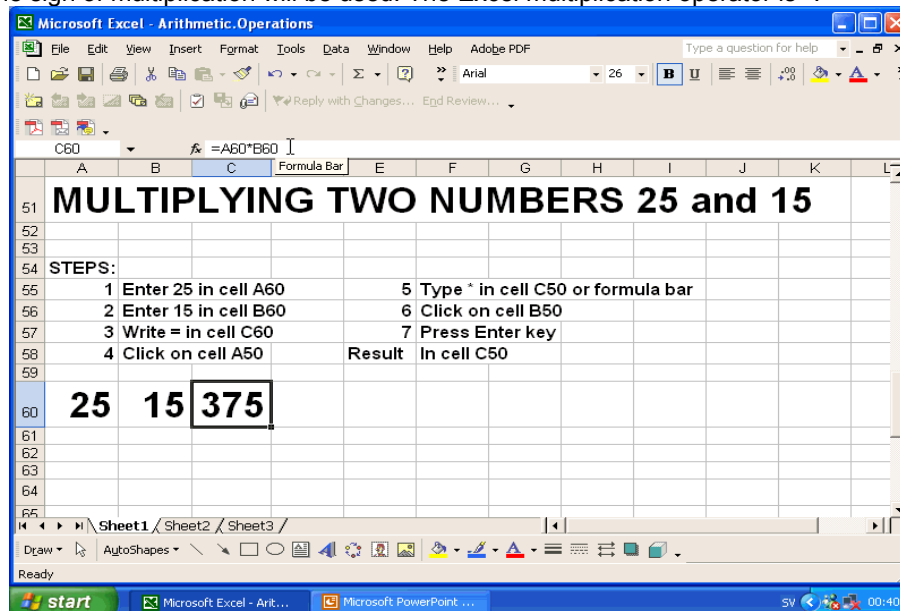 Microsoft Excel - Arithmetic.Operations
File Edit View Insert Format Tools Data Window Help Adobe PDF Type a question for help
Arial 26 B U
Reply with Changes... End Review...
C60 fx =A60*B60
Formula Bar
A B C E F G H I J K L
51 MULTIPLYING TWO NUMBERS 25 and 15
52
53
54 STEPS:
55 1 Enter 25 in cell A60 5 Type * in cell C50 or formula bar
56 2 Enter 15 in cell B60 6 Click on cell B50
57 3 Write = in cell C60 7 Press Enter key
58 4 Click on cell A50 Result In cell C50
59
60 25 15 375
61
62
63
64
65
Sheet1 Sheet2 Sheet3
Draw AutoShapes
Ready
start Microsoft Excel - Arit... Microsoft PowerPoint ... SV 00:40